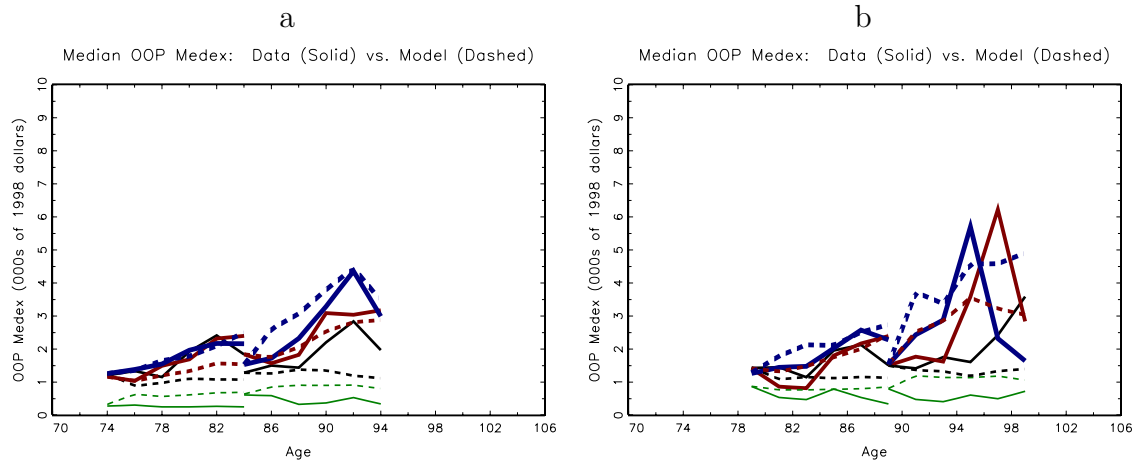 a
b
Median OOP Medex: Data (Solid) vs. Model (Dashed)
Median OOP Medex: Data (Solid) vs. Model (Dashed)
OOP Medex (000s of 1998 dollars)
10
9
8
7
6
5
4
3
2
1
0
70 74 78 82 86 90 94 98 102 106
Age
OOP Medex (000s of 1998 dollars)
10
9
8
7
6
5
4
3
2
1
0
70 74 78 82 86 90 94 98 102 106
Age